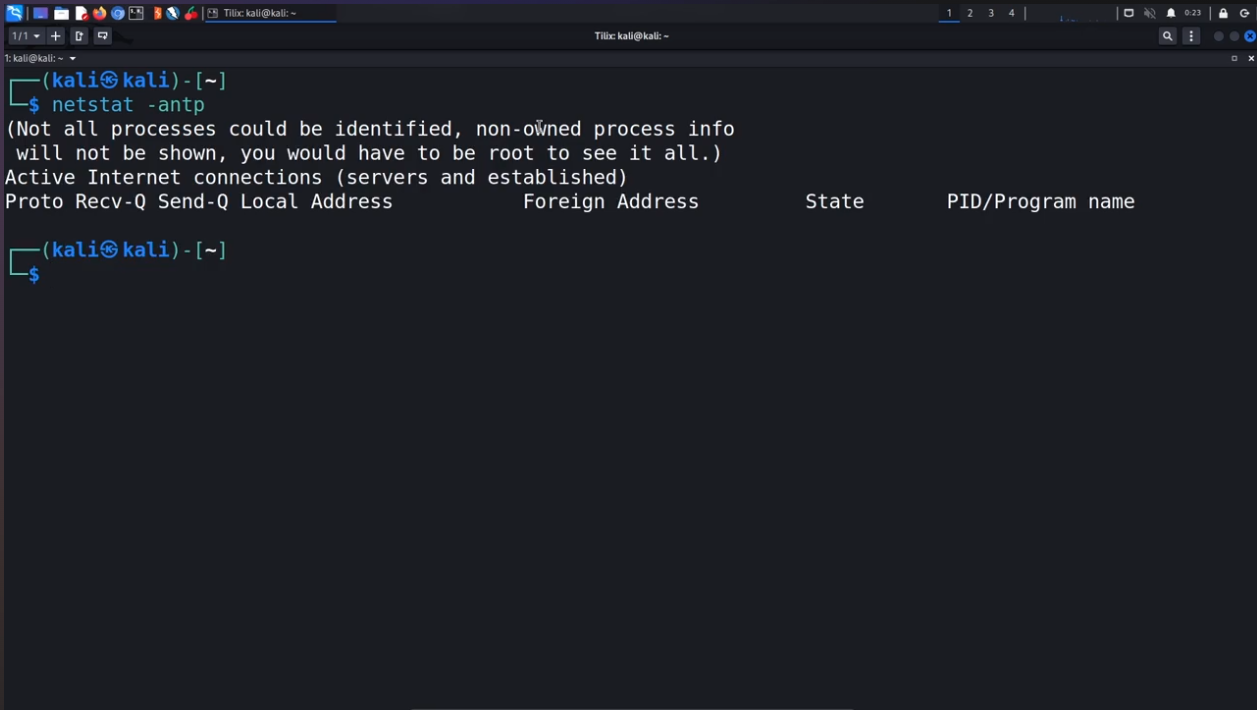 Tilix: kali@kali: ~
1 2 3 4
0:23
1/1
Tilix: kali@kali: ~
1: kali@kali: ~
(kali㉿kali)-[~]
$ netstat -antp
(Not all processes could be identified, non-owned process info
 will not be shown, you would have to be root to see it all.)
Active Internet connections (servers and established)
Proto Recv-Q Send-Q Local Address           Foreign Address         State       PID/Program name
(kali㉿kali)-[~]
$